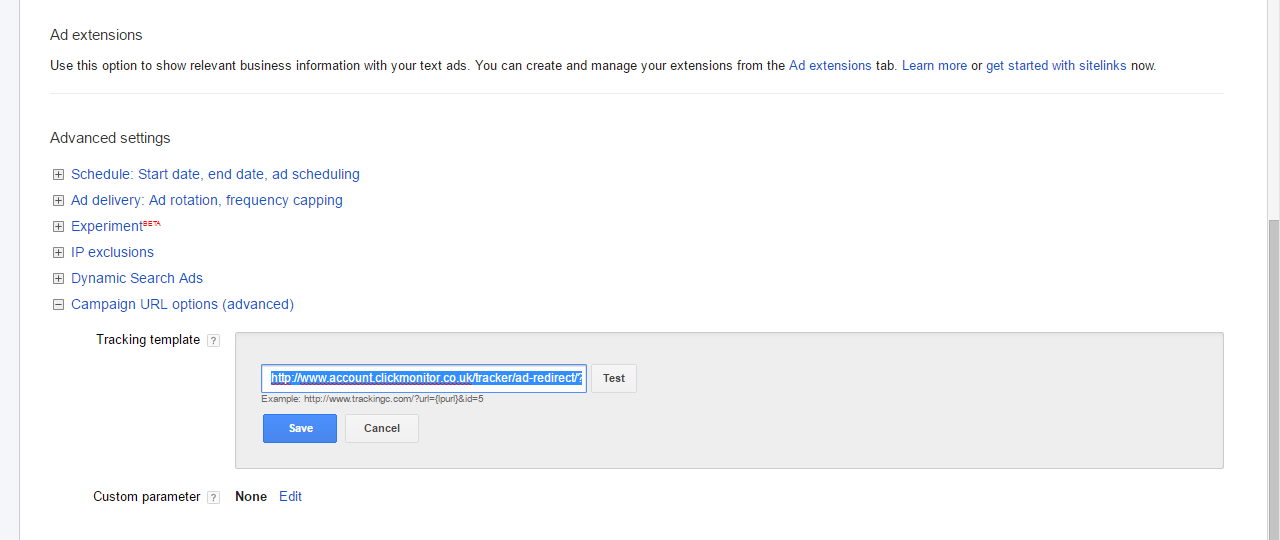 Ad extensions
Use this option to show relevant business information with your text ads. You can create and manage your extensions from the Ad extensions tab. Learn more or get started with sitelinks now.
Advanced settings
Schedule: Start date, end date, ad scheduling
Ad delivery: Ad rotation, frequency capping
ExperimentBETA
IP exclusions
Dynamic Search Ads
Campaign URL options (advanced)
Tracking template ?
http://www.account.clickmonitor.co.uk/tracker/ad-redirect/? Test
Example: http://www.trackingc.com/?url={lpurl}&id=5
Save Cancel
Custom parameter ? None Edit